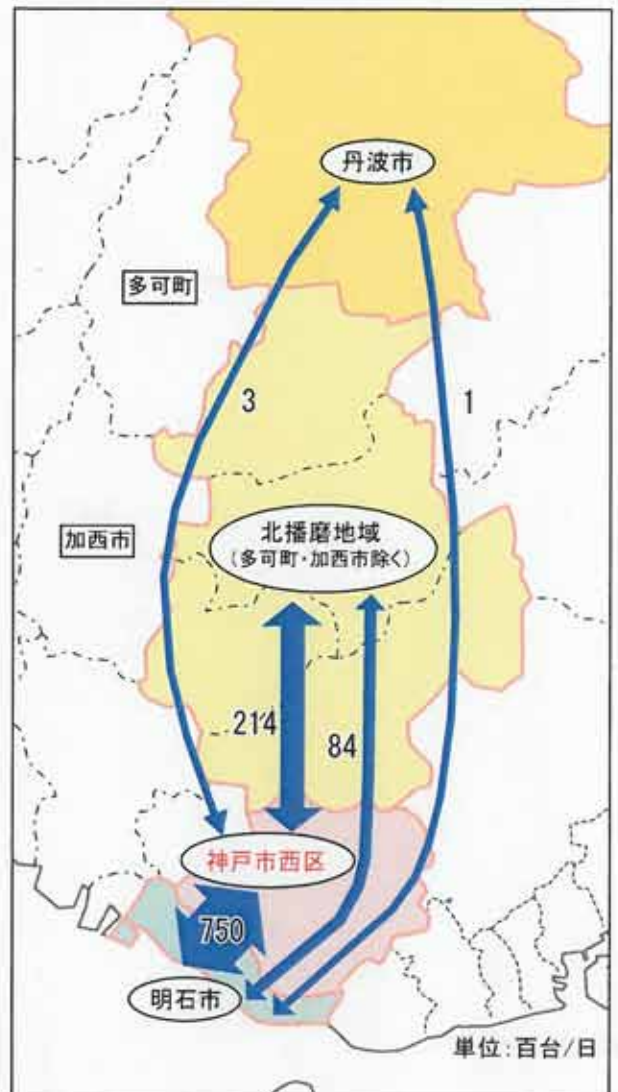 丹波市
多可町
3
1
北播磨地域
(多可町・加西市除く)
加西市
214
84
神戸市西区
750
明石市
単位:百台/日